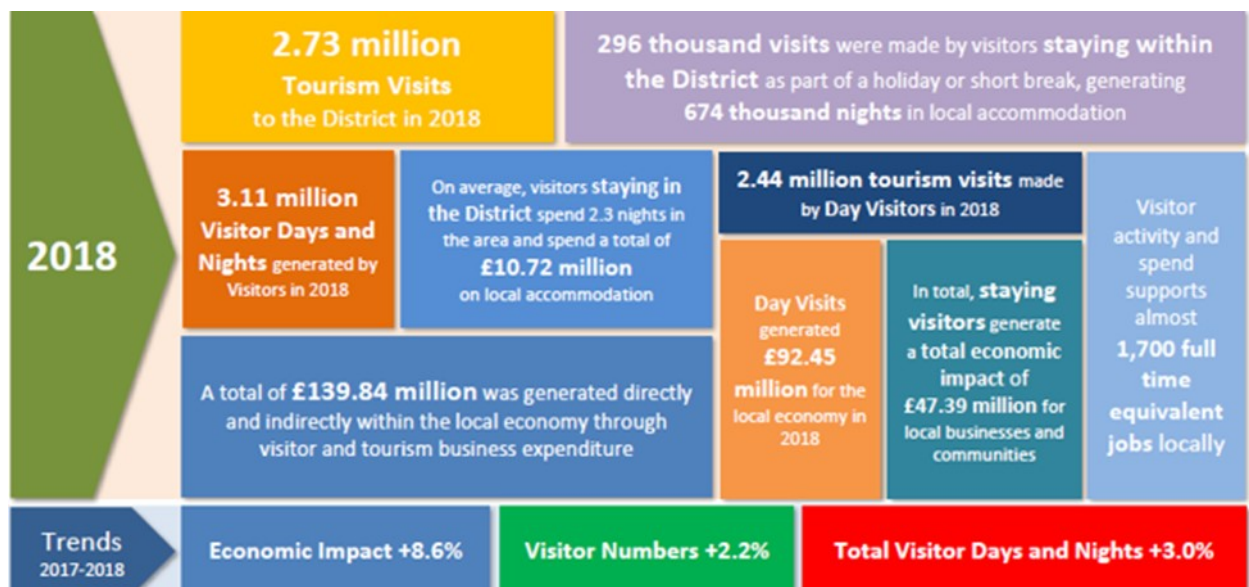 2018
2.73 million
Tourism Visits
to the District in 2018
296 thousand visits were made by visitors staying within
the District as part of a holiday or short break, generating
674 thousand nights in local accommodation
3.11 million
Visitor Days and
Nights generated by
Visitors in 2018
On average, visitors staying in
the District spend 2.3 nights in
the area and spend a total of
£10.72 million
on local accommodation
2.44 million tourism visits made
by Day Visitors in 2018
Visitor
activity and
spend
supports
almost
1,700 full
time
equivalent
jobs locally
Day Visits
generated
£92.45
million for the
local economy in
2018
In total, staying
visitors generate
a total economic
impact of
£47.39 million for
local businesses and
communities
A total of £139.84 million was generated directly
and indirectly within the local economy through
visitor and tourism business expenditure
Trends
2017-2018
Economic Impact +8.6%
Visitor Numbers +2.2%
Total Visitor Days and Nights +3.0%